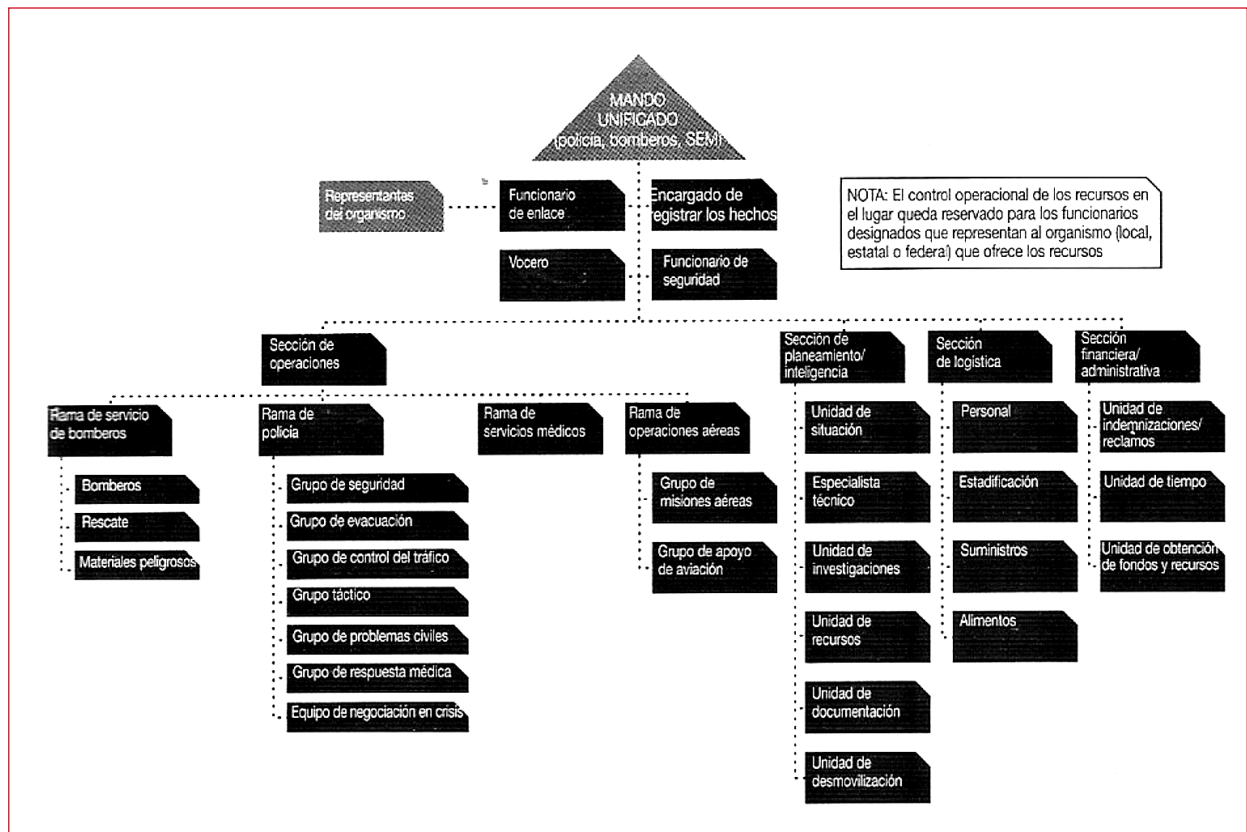 MANDO
UNIFICADO
(policía, bomberos, SEM)
Representantes
del organismo
Funcionario
de enlace
Encargado de
registrar los hechos
Vocero
Funcionario de
seguridad
NOTA: El control operacional de los recursos en
el lugar queda reservado para los funcionarios
designados que representan al organismo (local,
estatal o federal) que ofrece los recursos
Sección de
operaciones
Sección de
planeamiento/
inteligencia
Sección
de logística
Sección
financiera/
administrativa
Rama de servicio
de bomberos
Rama de
policía
Rama de
servicios médicos
Rama de
operaciones aéreas
Bomberos
Rescate
Materiales peligrosos
Grupo de seguridad
Grupo de evacuación
Grupo de control del tráfico
Grupo táctico
Grupo de problemas civiles
Grupo de respuesta médica
Equipo de negociación en crisis
Grupo de
misiones aéreas
Grupo de apoyo
de aviación
Unidad de
situación
Especialista
técnico
Unidad de
investigaciones
Unidad de
recursos
Unidad de
documentación
Unidad de
desmovilización
Personal
Estadificación
Suministros
Alimentos
Unidad de
indemnizaciones/
reclamos
Unidad de tiempo
Unidad de obtención
de fondos y recursos